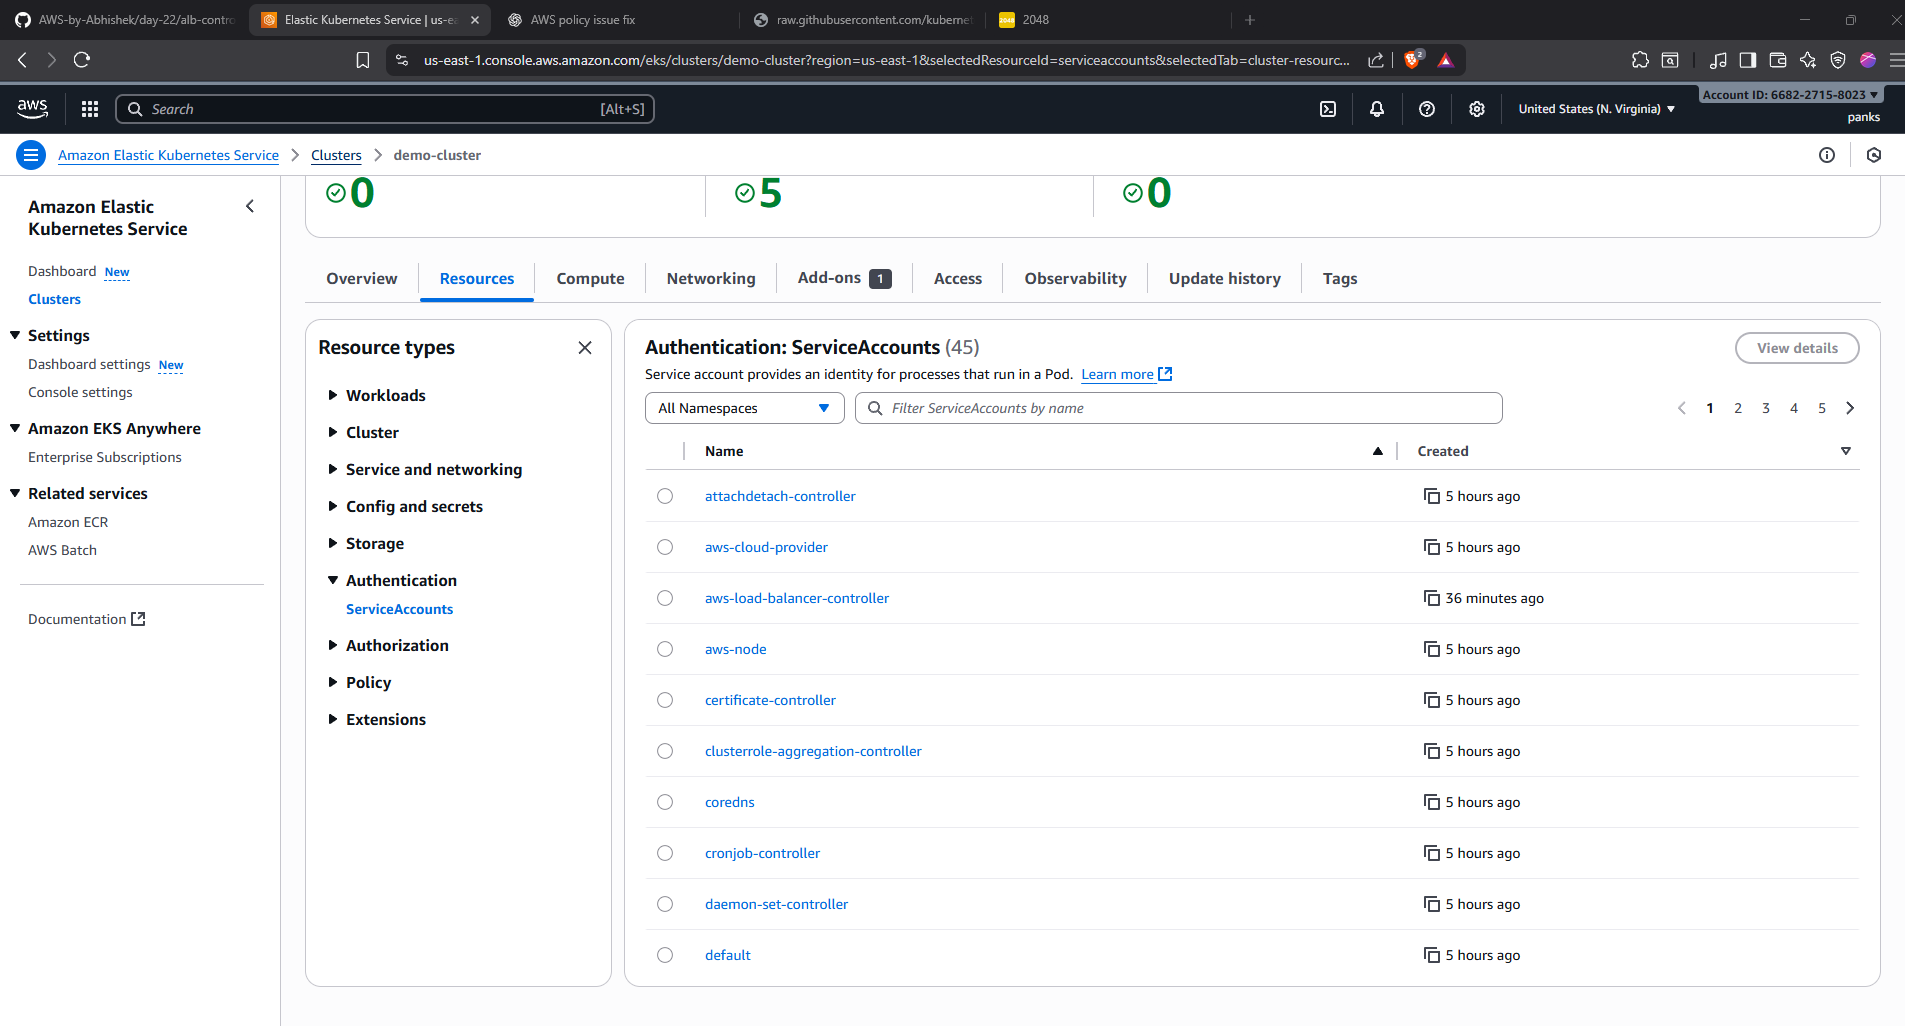 AWS-by-Abhishek/day-22/alb-contro
Elastic Kubernetes Service | us-ea
AWS policy issue fix
raw.githubusercontent.com/kubernet
2048
us-east-1.console.aws.amazon.com/eks/clusters/demo-cluster?region=us-east-1&selectedResourceId=serviceaccounts&selectedTab=cluster-resourc...
2
aws
Search
[Alt+S]
United States (N. Virginia)
Account ID: 6682-2715-8023
panks
Amazon Elastic Kubernetes Service
Clusters
demo-cluster
Amazon Elastic
Kubernetes Service
Dashboard New
Clusters
Settings
Dashboard settings New
Console settings
Amazon EKS Anywhere
Enterprise Subscriptions
Related services
Amazon ECR
AWS Batch
Documentation
0
5
0
Overview
Resources
Compute
Networking
Add-ons 1
Access
Observability
Update history
Tags
Resource types
Workloads
Cluster
Service and networking
Config and secrets
Storage
Authentication
ServiceAccounts
Authorization
Policy
Extensions
Authentication: ServiceAccounts (45)
View details
Service account provides an identity for processes that run in a Pod. Learn more
All Namespaces
Filter ServiceAccounts by name
1 2 3 4 5
Name Created
attachdetach-controller 5 hours ago
aws-cloud-provider 5 hours ago
aws-load-balancer-controller 36 minutes ago
aws-node 5 hours ago
certificate-controller 5 hours ago
clusterrole-aggregation-controller 5 hours ago
coredns 5 hours ago
cronjob-controller 5 hours ago
daemon-set-controller 5 hours ago
default 5 hours ago